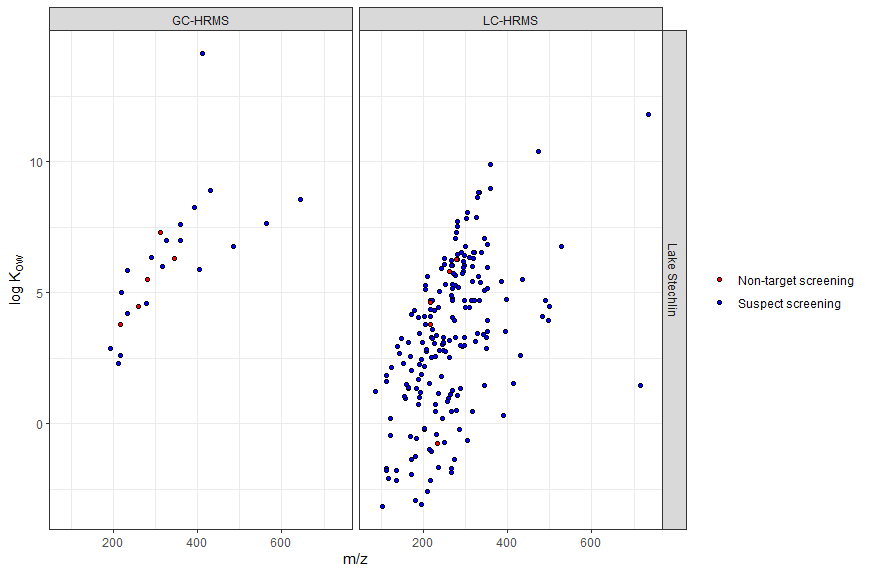 GC-HRMS
LC-HRMS
10
5
0
log Kow
200
400
600
200
400
600
m/z
Lake Stechlin
Non-target screening
Suspect screening